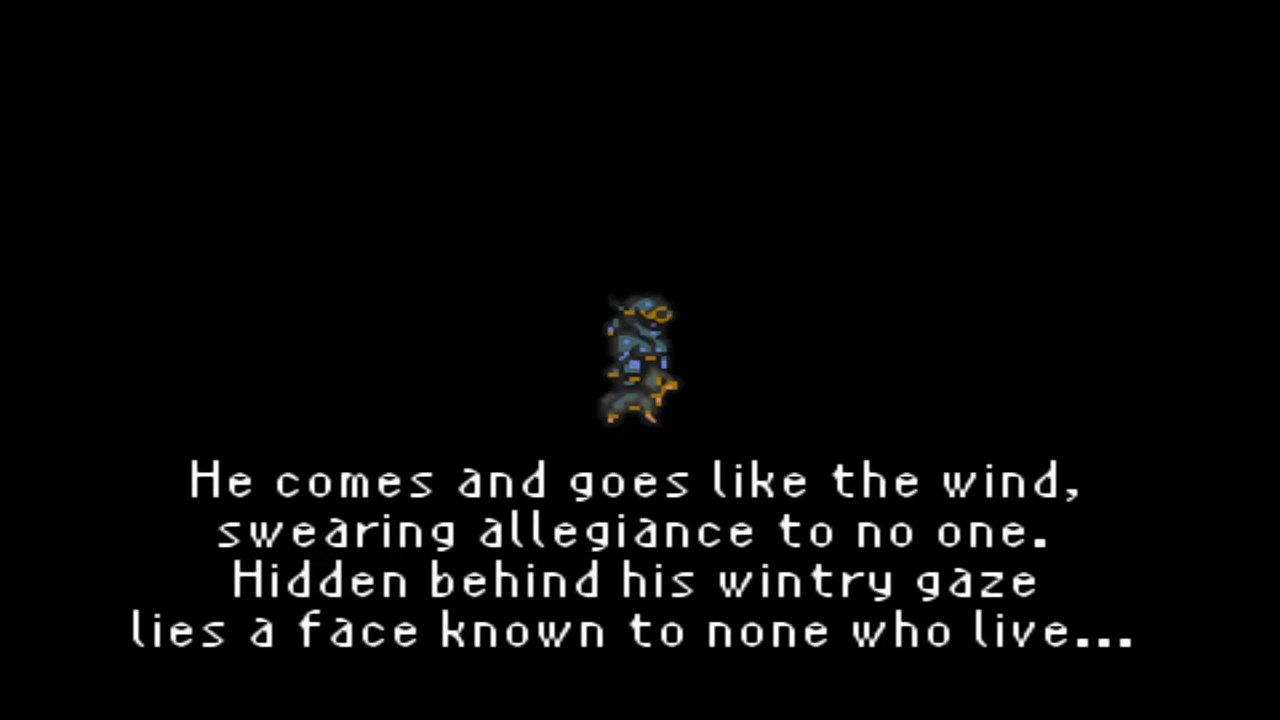 He comes and goes like the wind,
swearing allegiance to no one.
Hidden behind his wintry gaze
lies a face known to none who live...